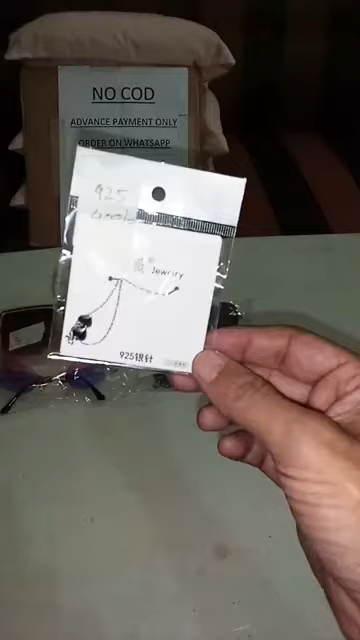 NO COD
ADVANCE PAYMENT ONLY
ORDER ON WHATSAPP
925
Jewelry
925银针